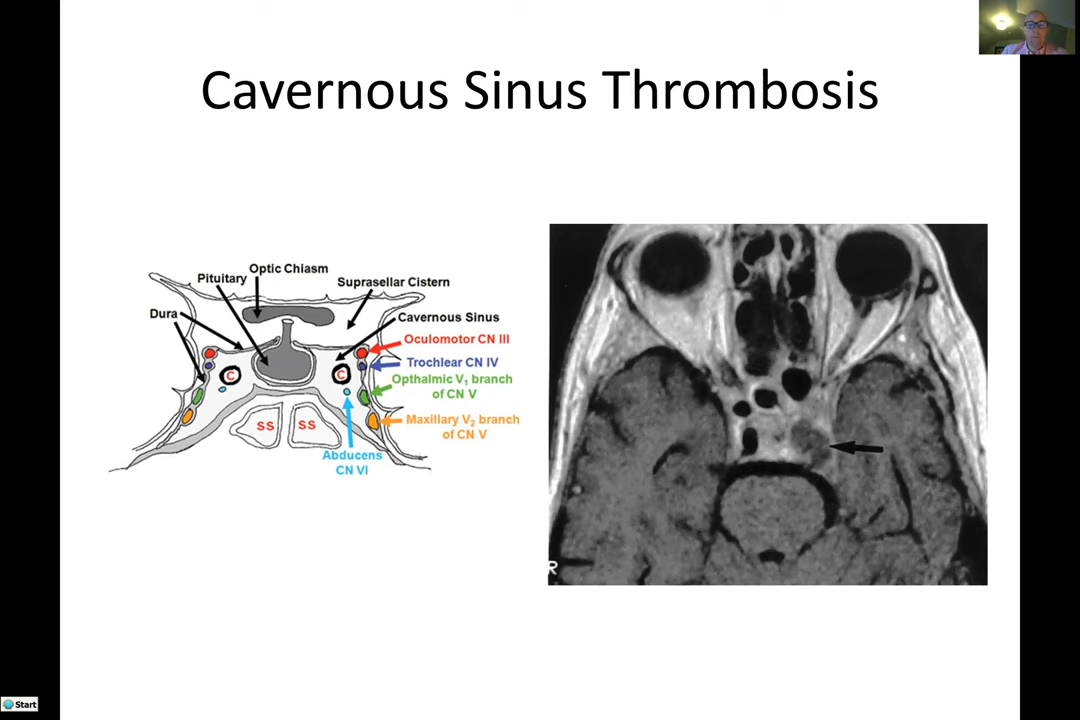 Cavernous Sinus Thrombosis
Optic Chiasm
Pituitary
Suprasellar Cistern
Dura
Cavernous Sinus
Oculomotor CN III
Trochlear CN IV
Opthalmic V₁ branch
of CN V
Maxillary V₂ branch
of CN V
Abducens
CN VI
C
C
SS
SS
R
Start